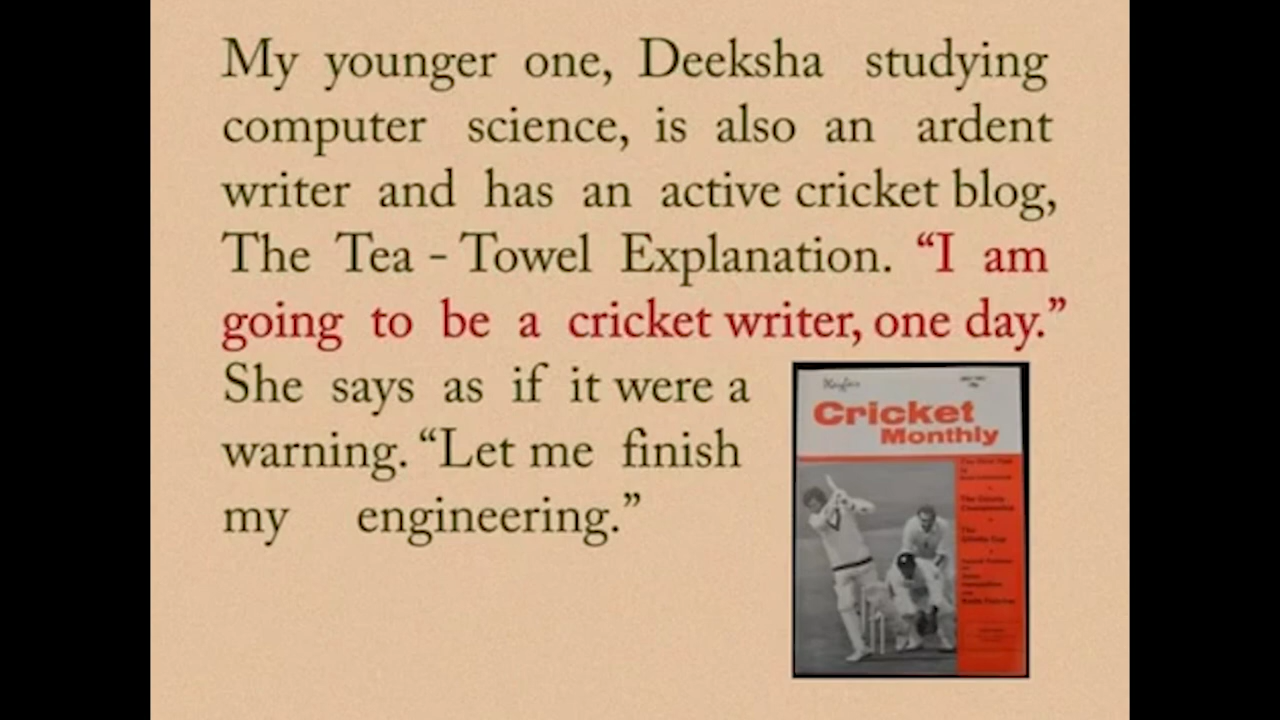 My younger one, Deeksha studying
computer science, is also an ardent
writer and has an active cricket blog,
The Tea - Towel Explanation. “I am
going to be a cricket writer, one day.”
She says as if it were a
warning. “Let me finish
my engineering.”
Cricket
Monthly